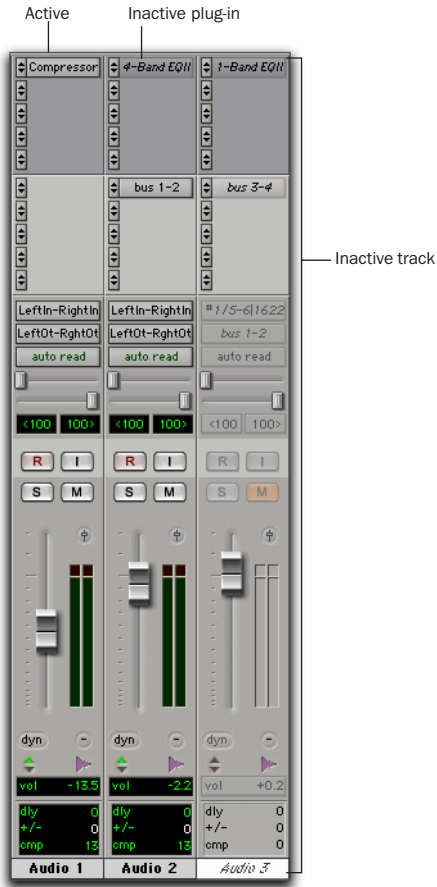 Active Inactive plug-in
Compressor 4-Band EQII 1-Band EQII
bus 1-2 bus 3-4
Inactive track
LeftIn-RightIn LeftIn-RightIn #1/5-6|1622
LeftOt-RghtOt LeftOt-RghtOt bus 1-2
auto read auto read auto read
<100 100> <100 100> <100 100>
R I R I R I
S M S M S M
dyn - dyn - dyn -
vol -13.5 vol -2.2 vol +0.2
dly 0 dly 0 dly 0
+/- 0 +/- 0 +/- 0
cmp 13 cmp 13 cmp 0
Audio 1 Audio 2 Audio 3